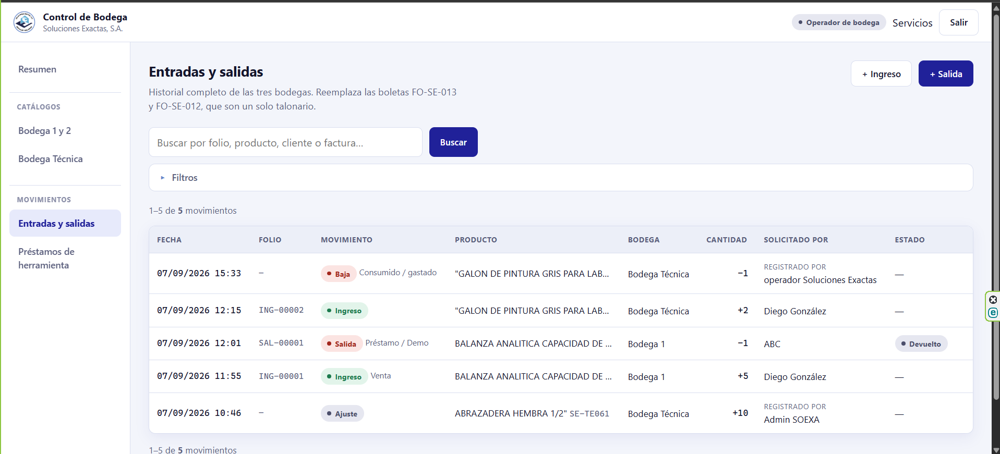 Control de Bodega
Soluciones Exactas, S.A.
Operador de bodega
Servicios
Salir
Resumen
CATÁLOGOS
Bodega 1 y 2
Bodega Técnica
MOVIMIENTOS
Entradas y salidas
Préstamos de
herramienta
Entradas y salidas
Historial completo de las tres bodegas. Reemplaza las boletas FO-SE-013
y FO-SE-012, que son un solo talonario.
+ Ingreso
+ Salida
Buscar por folio, producto, cliente o factura...
Buscar
▸ Filtros
1–5 de 5 movimientos
FECHA FOLIO MOVIMIENTO PRODUCTO BODEGA CANTIDAD SOLICITADO POR ESTADO
07/09/2026 15:33 — Baja Consumido / gastado "GALON DE PINTURA GRIS PARA LAB... Bodega Técnica −1 REGISTRADO POR
operador Soluciones Exactas —
07/09/2026 12:15 ING-00002 Ingreso "GALON DE PINTURA GRIS PARA LAB... Bodega Técnica +2 Diego González —
07/09/2026 12:01 SAL-00001 Salida Préstamo / Demo BALANZA ANALITICA CAPACIDAD DE ... Bodega 1 −1 ABC Devuelto
07/09/2026 11:55 ING-00001 Ingreso Venta BALANZA ANALITICA CAPACIDAD DE ... Bodega 1 +5 Diego González —
07/09/2026 10:46 — Ajuste ABRAZADERA HEMBRA 1/2" SE-TE061 Bodega Técnica +10 REGISTRADO POR
Admin SOEXA —
1–5 de 5 movimientos